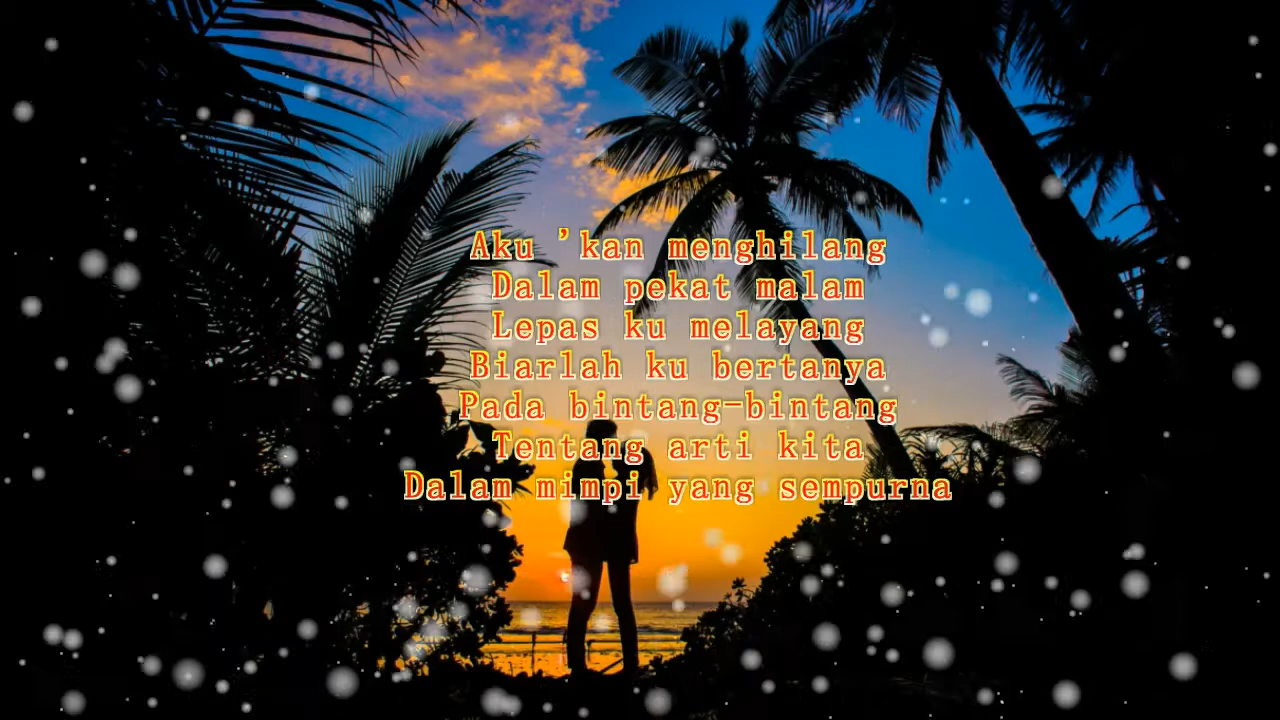 Aku 'kan menghilang
Dalam pekat malam
Lepas ku melayang
Biarlah ku bertanya
Pada bintang-bintang
Tentang arti kita
Dalam mimpi yang sempurna